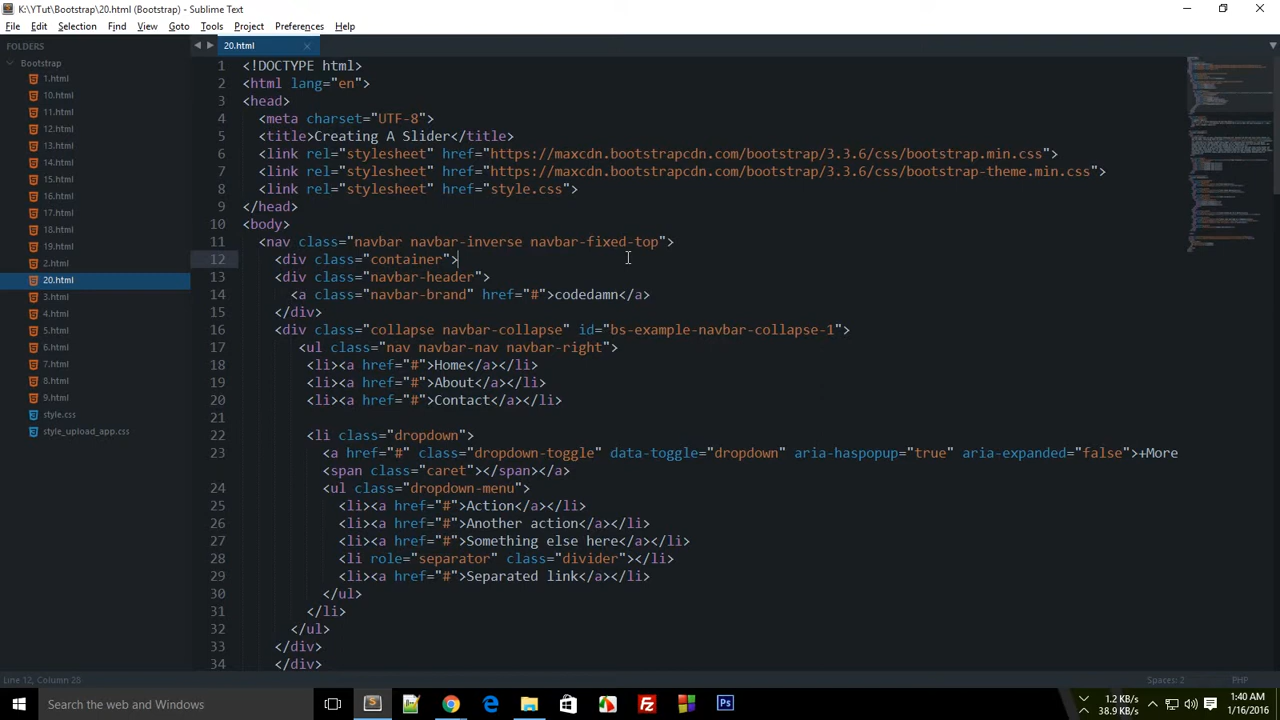 K:\YTut\Bootstrap\20.html (Bootstrap) - Sublime Text
File Edit Selection Find View Goto Tools Project Preferences Help
FOLDERS
Bootstrap
1.html
10.html
11.html
12.html
13.html
14.html
15.html
16.html
17.html
18.html
19.html
2.html
20.html
3.html
4.html
5.html
6.html
7.html
8.html
9.html
style.css
style_upload_app.css
20.html
1 <!DOCTYPE html>
2 <html lang="en">
3 <head>
4 <meta charset="UTF-8">
5 <title>Creating A Slider</title>
6 <link rel="stylesheet" href="https://maxcdn.bootstrapcdn.com/bootstrap/3.3.6/css/bootstrap.min.css">
7 <link rel="stylesheet" href="https://maxcdn.bootstrapcdn.com/bootstrap/3.3.6/css/bootstrap-theme.min.css">
8 <link rel="stylesheet" href="style.css">
9 </head>
10 <body>
11 <nav class="navbar navbar-inverse navbar-fixed-top">
12 <div class="container">
13 <div class="navbar-header">
14 <a class="navbar-brand" href="#">codedamn</a>
15 </div>
16 <div class="collapse navbar-collapse" id="bs-example-navbar-collapse-1">
17 <ul class="nav navbar-nav navbar-right">
18 <li><a href="#">Home</a></li>
19 <li><a href="#">About</a></li>
20 <li><a href="#">Contact</a></li>
21
22 <li class="dropdown">
23 <a href="#" class="dropdown-toggle" data-toggle="dropdown" aria-haspopup="true" aria-expanded="false">+More
<span class="caret"></span></a>
24 <ul class="dropdown-menu">
25 <li><a href="#">Action</a></li>
26 <li><a href="#">Another action</a></li>
27 <li><a href="#">Something else here</a></li>
28 <li role="separator" class="divider"></li>
29 <li><a href="#">Separated link</a></li>
30 </ul>
31 </li>
32 </ul>
33 </div>
34 </div>
Line 12, Column 28
Spaces: 2
PHP
Search the web and Windows
Ps
1.2 KB/s
38.9 KB/s
1:40 AM
1/16/2016